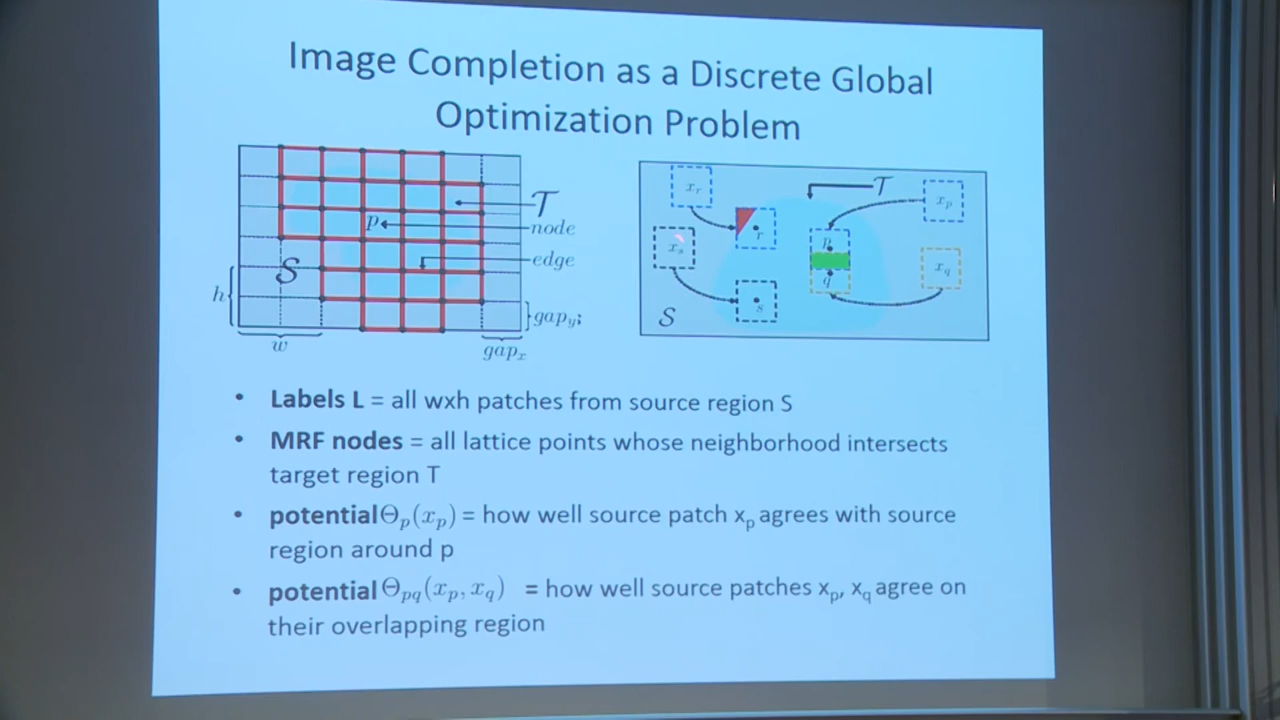 Image Completion as a Discrete Global
Optimization Problem
T
p
node
edge
S
h
w
gap_y;
gap_x
x_r
T
x_p
r
x_s
p
q
x_q
s
S
• Labels L = all wxh patches from source region S
• MRF nodes = all lattice points whose neighborhood intersects
target region T
• potential Θ_p(x_p) = how well source patch x_p agrees with source
region around p
• potential Θ_pq(x_p, x_q) = how well source patches x_p, x_q agree on
their overlapping region